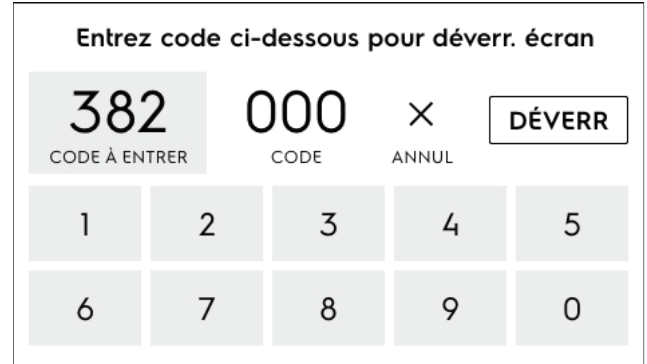 Entrez code ci-dessous pour déverr. écran
382 000 × DÉVERR
CODE À ENTRER CODE ANNUL
1 2 3 4 5
6 7 8 9 0